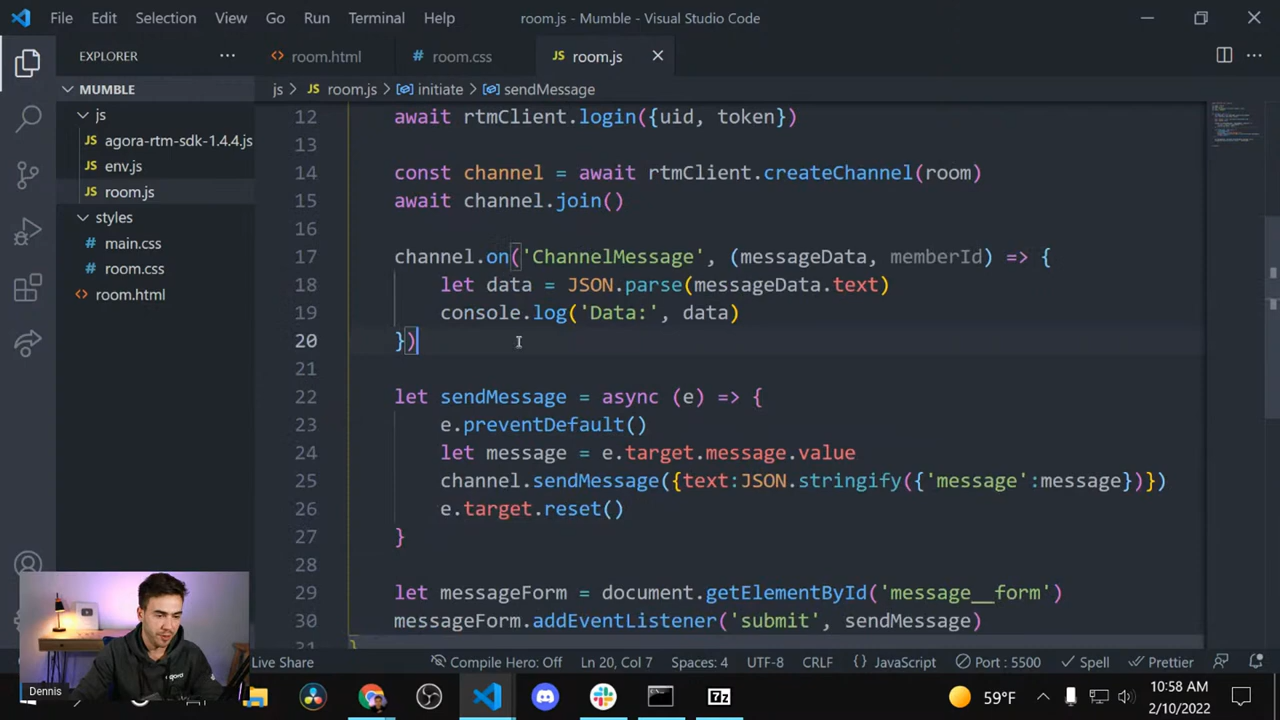 File Edit Selection View Go Run Terminal Help room.js - Mumble - Visual Studio Code
EXPLORER ··· room.html room.css JS room.js
MUMBLE js > JS room.js > initiate > sendMessage
js
JS agora-rtm-sdk-1.4.4.js
JS env.js
JS room.js
styles
# main.css
# room.css
<> room.html
12 await rtmClient.login({uid, token})
13
14 const channel = await rtmClient.createChannel(room)
15 await channel.join()
16
17 channel.on('ChannelMessage', (messageData, memberId) => {
18 let data = JSON.parse(messageData.text)
19 console.log('Data:', data)
20 })
21
22 let sendMessage = async (e) => {
23 e.preventDefault()
24 let message = e.target.message.value
25 channel.sendMessage({text:JSON.stringify({'message':message})})
26 e.target.reset()
27 }
28
29 let messageForm = document.getElementById('message__form')
30 messageForm.addEventListener('submit', sendMessage)
}
Live Share Compile Hero: Off Ln 20, Col 7 Spaces: 4 UTF-8 CRLF {} JavaScript Port : 5500 Spell Prettier
Dennis
7z
59°F
10:58 AM
2/10/2022